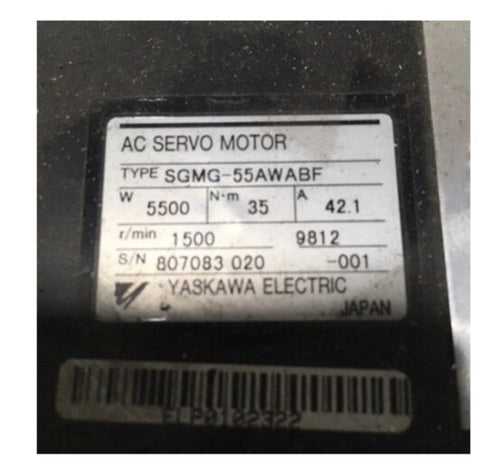 AC SERVO MOTOR
TYPE SGMG-55AWABF
W 5500 N·m 35 A 42.1
r/min 1500 9812
S/N 807083 020 -001
YASKAWA ELECTRIC
JAPAN